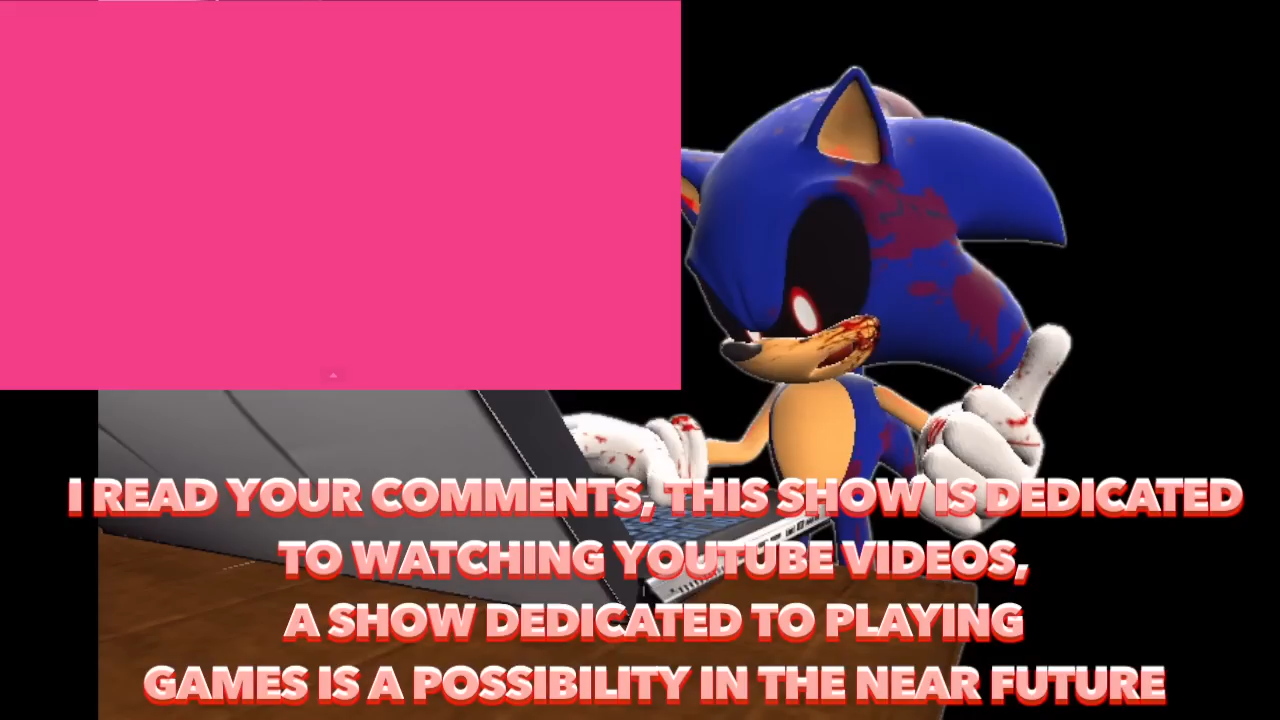 I READ YOUR COMMENTS, THIS SHOW IS DEDICATED
TO WATCHING YOUTUBE VIDEOS,
A SHOW DEDICATED TO PLAYING
GAMES IS A POSSIBILITY IN THE NEAR FUTURE